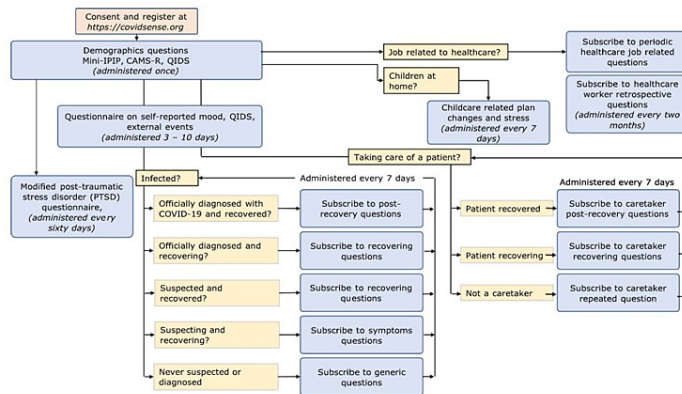 Consent and register at
https://covidsense.org
Demographics questions
Mini-IPIP, CAMS-R, QIDS
(administered once)
Job related to healthcare?
Subscribe to periodic
healthcare job related
questions
Children at
home?
Subscribe to healthcare
worker retrospective
questions
(administered every two
months)
Questionnaire on self-reported mood, QIDS,
external events
(administered 3 – 10 days)
Childcare related plan
changes and stress
(administered every 7
days)
Taking care of a patient?
Infected?
Administered every 7 days
Administered every 7 days
Modified post-traumatic
stress disorder (PTSD)
questionnaire,
(administered every
sixty days)
Officially diagnosed with
COVID-19 and recovered?
Subscribe to post-
recovery questions
Patient recovered
Subscribe to caretaker
post-recovery questions
Officially diagnosed and
recovering?
Subscribe to recovering
questions
Patient recovering
Subscribe to caretaker
recovering questions
Suspected and
recovered?
Subscribe to recovering
questions
Not a caretaker
Subscribe to caretaker
repeated question
Suspecting and
recovering?
Subscribe to symptoms
questions
Never suspected or
diagnosed
Subscribe to generic
questions